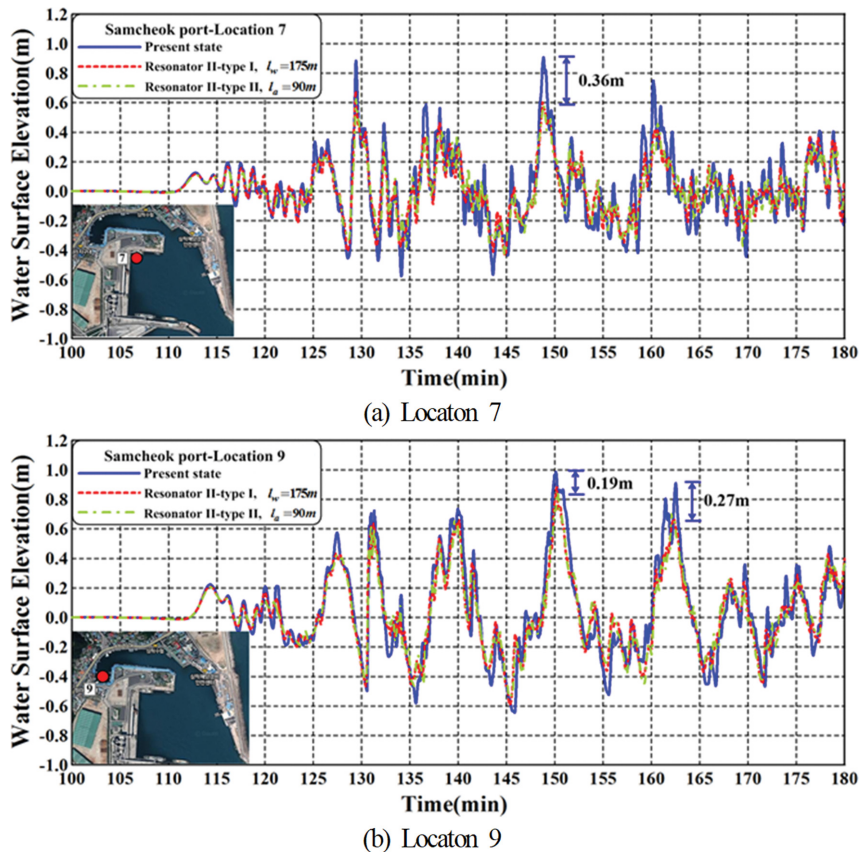 Samcheok port-Location 7
Present state
Resonator II-type I, l_w=175m
Resonator II-type II, l_a=90m
0.36m
1.2
1.0
0.8
0.6
0.4
0.2
0.0
-0.2
-0.4
-0.6
-0.8
-1.0
Water Surface Elevation(m)
7
100 105 110 115 120 125 130 135 140 145 150 155 160 165 170 175 180
Time(min)
(a) Locaton 7
Samcheok port-Location 9
Present state
Resonator II-type I, l_w=175m
Resonator II-type II, l_a=90m
0.19m
0.27m
1.2
1.0
0.8
0.6
0.4
0.2
0.0
-0.2
-0.4
-0.6
-0.8
-1.0
Water Surface Elevation(m)
9
100 105 110 115 120 125 130 135 140 145 150 155 160 165 170 175 180
Time(min)
(b) Locaton 9